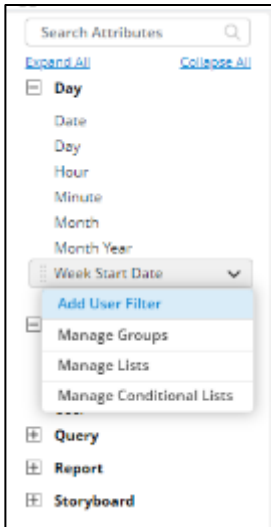 Search Attributes
Expand All Collapse All
Day
Date
Day
Hour
Minute
Month
Month Year
Week Start Date
Add User Filter
Manage Groups
Manage Lists
Manage Conditional Lists
Query
Report
Storyboard